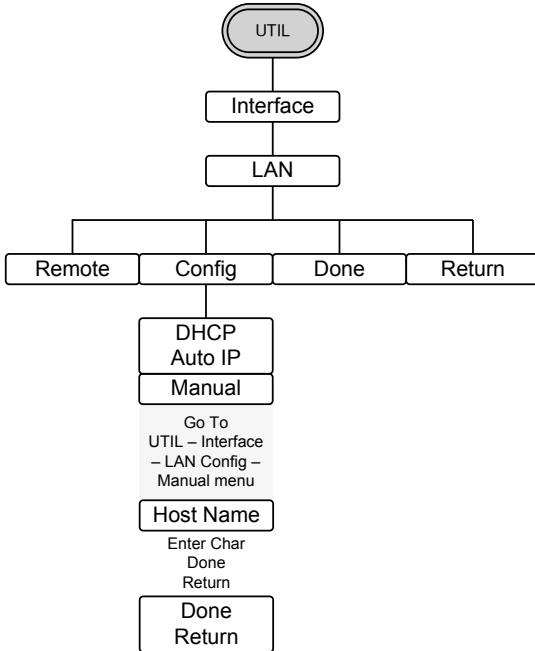 UTIL
Interface
LAN
Remote
Config
Done
Return
DHCP
Auto IP
Manual
Go To
UTIL – Interface
– LAN Config –
Manual menu
Host Name
Enter Char
Done
Return
Done
Return